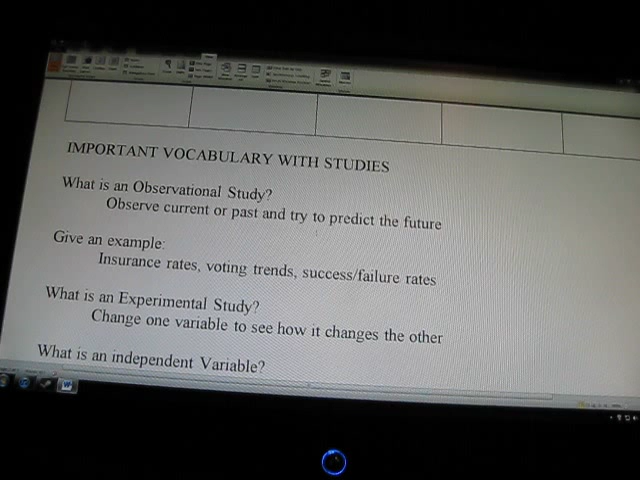 IMPORTANT VOCABULARY WITH STUDIES
What is an Observational Study?
Observe current or past and try to predict the future
Give an example:
Insurance rates, voting trends, success/failure rates
What is an Experimental Study?
Change one variable to see how it changes the other
What is an independent Variable?